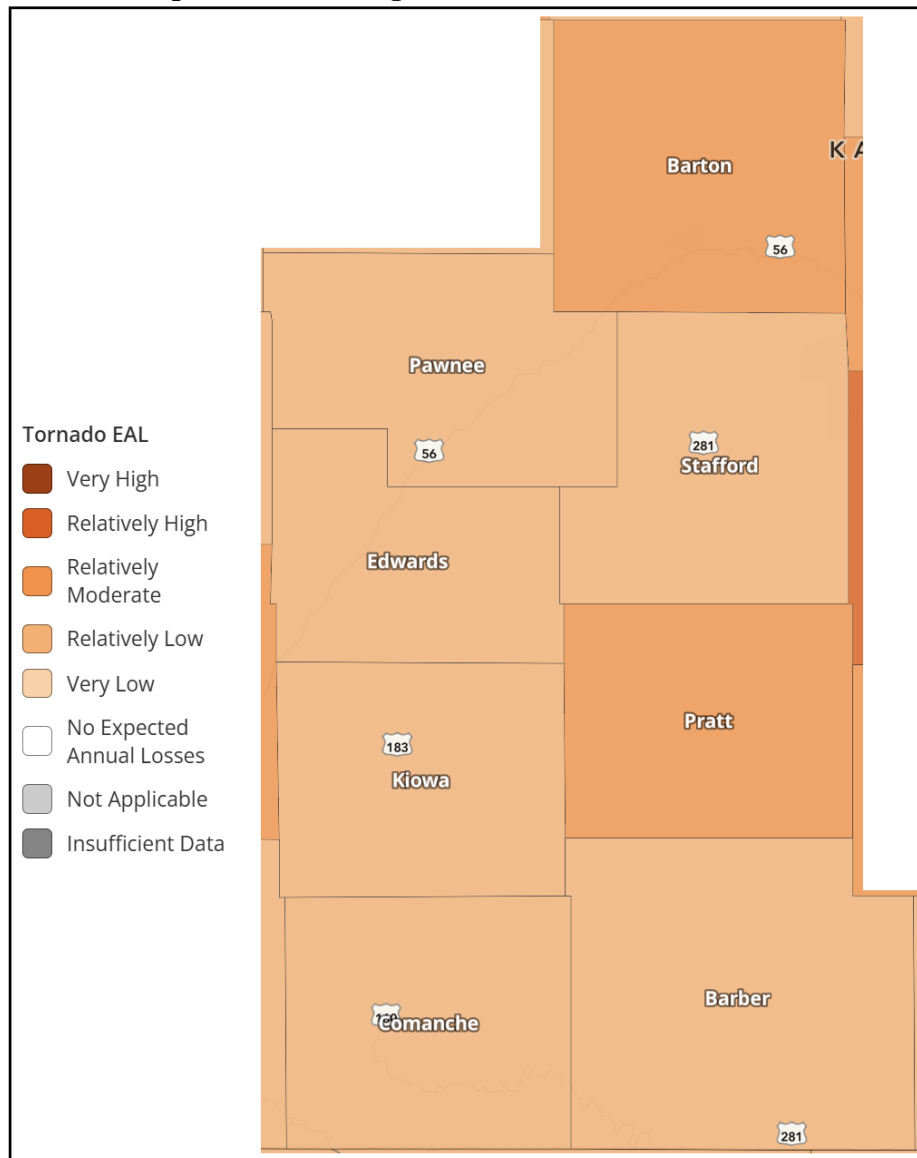 K A
Barton
56
Pawnee
56
281
Stafford
Edwards
Pratt
183
Kiowa
Barber
Comanche
281
Tornado EAL
Very High
Relatively High
Relatively
Moderate
Relatively Low
Very Low
No Expected
Annual Losses
Not Applicable
Insufficient Data